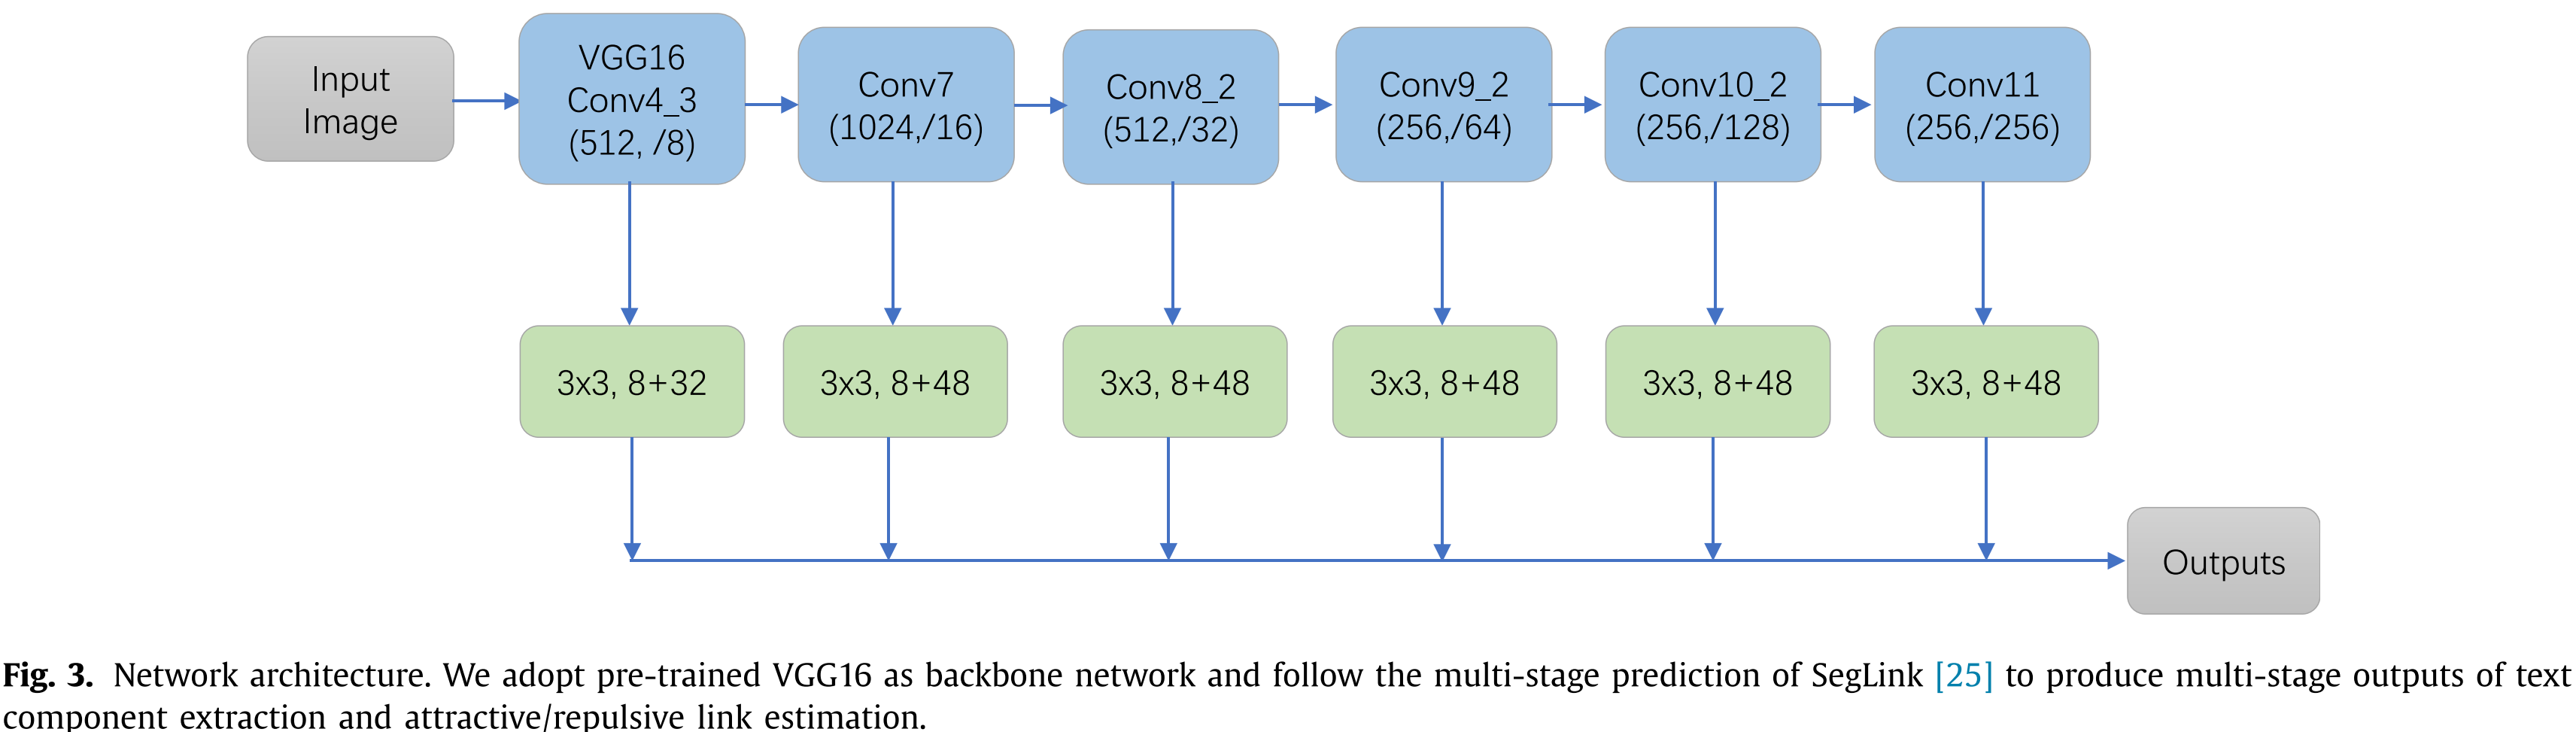 Input
Image
VGG16
Conv4_3
(512, /8)
Conv7
(1024,/16)
Conv8_2
(512,/32)
Conv9_2
(256,/64)
Conv10_2
(256,/128)
Conv11
(256,/256)
3x3, 8+32
3x3, 8+48
3x3, 8+48
3x3, 8+48
3x3, 8+48
3x3, 8+48
Outputs
Fig. 3. Network architecture. We adopt pre-trained VGG16 as backbone network and follow the multi-stage prediction of SegLink [25] to produce multi-stage outputs of text
component extraction and attractive/repulsive link estimation.